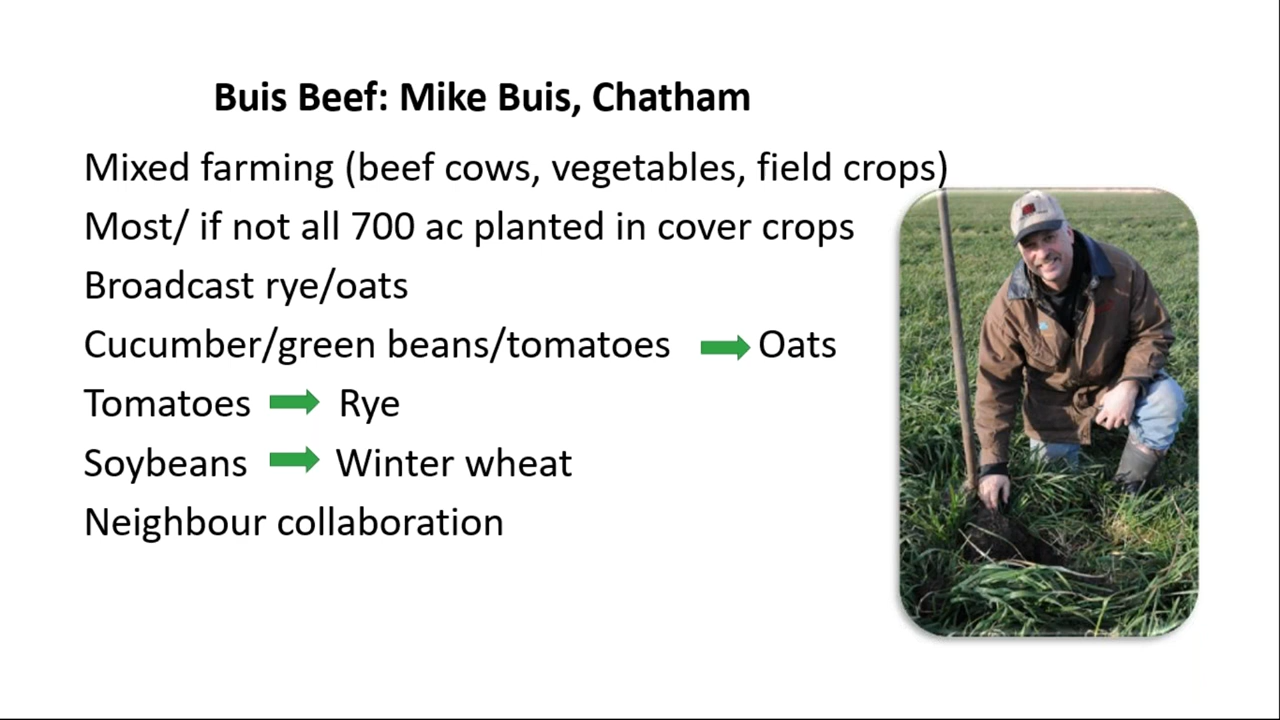 Buis Beef: Mike Buis, Chatham
Mixed farming (beef cows, vegetables, field crops)
Most/ if not all 700 ac planted in cover crops
Broadcast rye/oats
Cucumber/green beans/tomatoes Oats
Tomatoes Rye
Soybeans Winter wheat
Neighbour collaboration